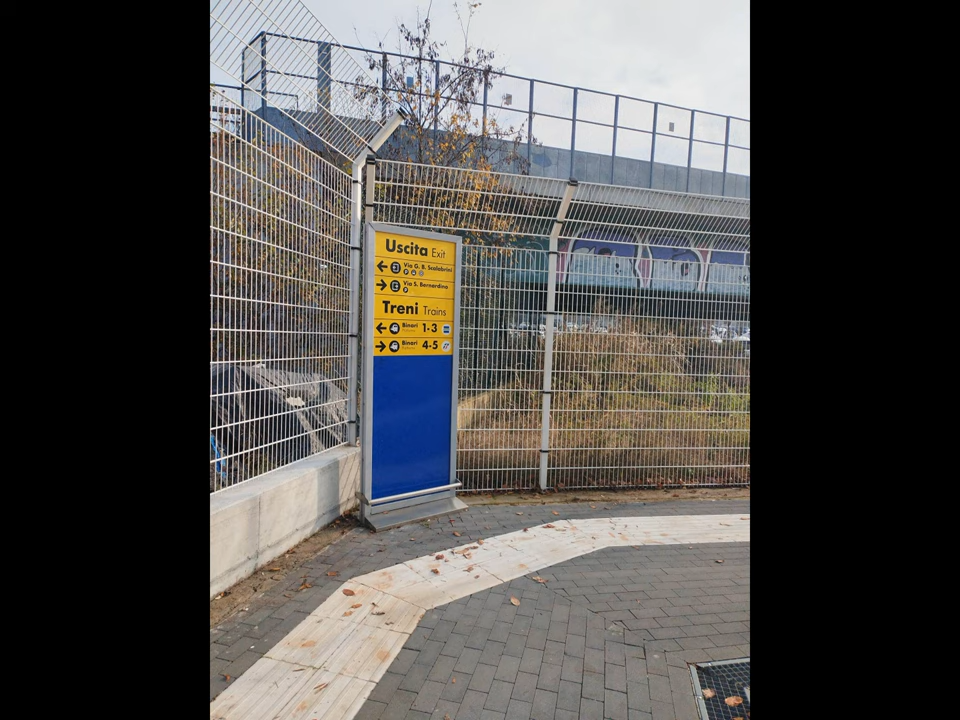 Uscita Exit
← Via G. B. Scalabrini
P
→ Via S. Bernardino
P
Treni Trains
← Binari 1-3
→ Binari 4-5